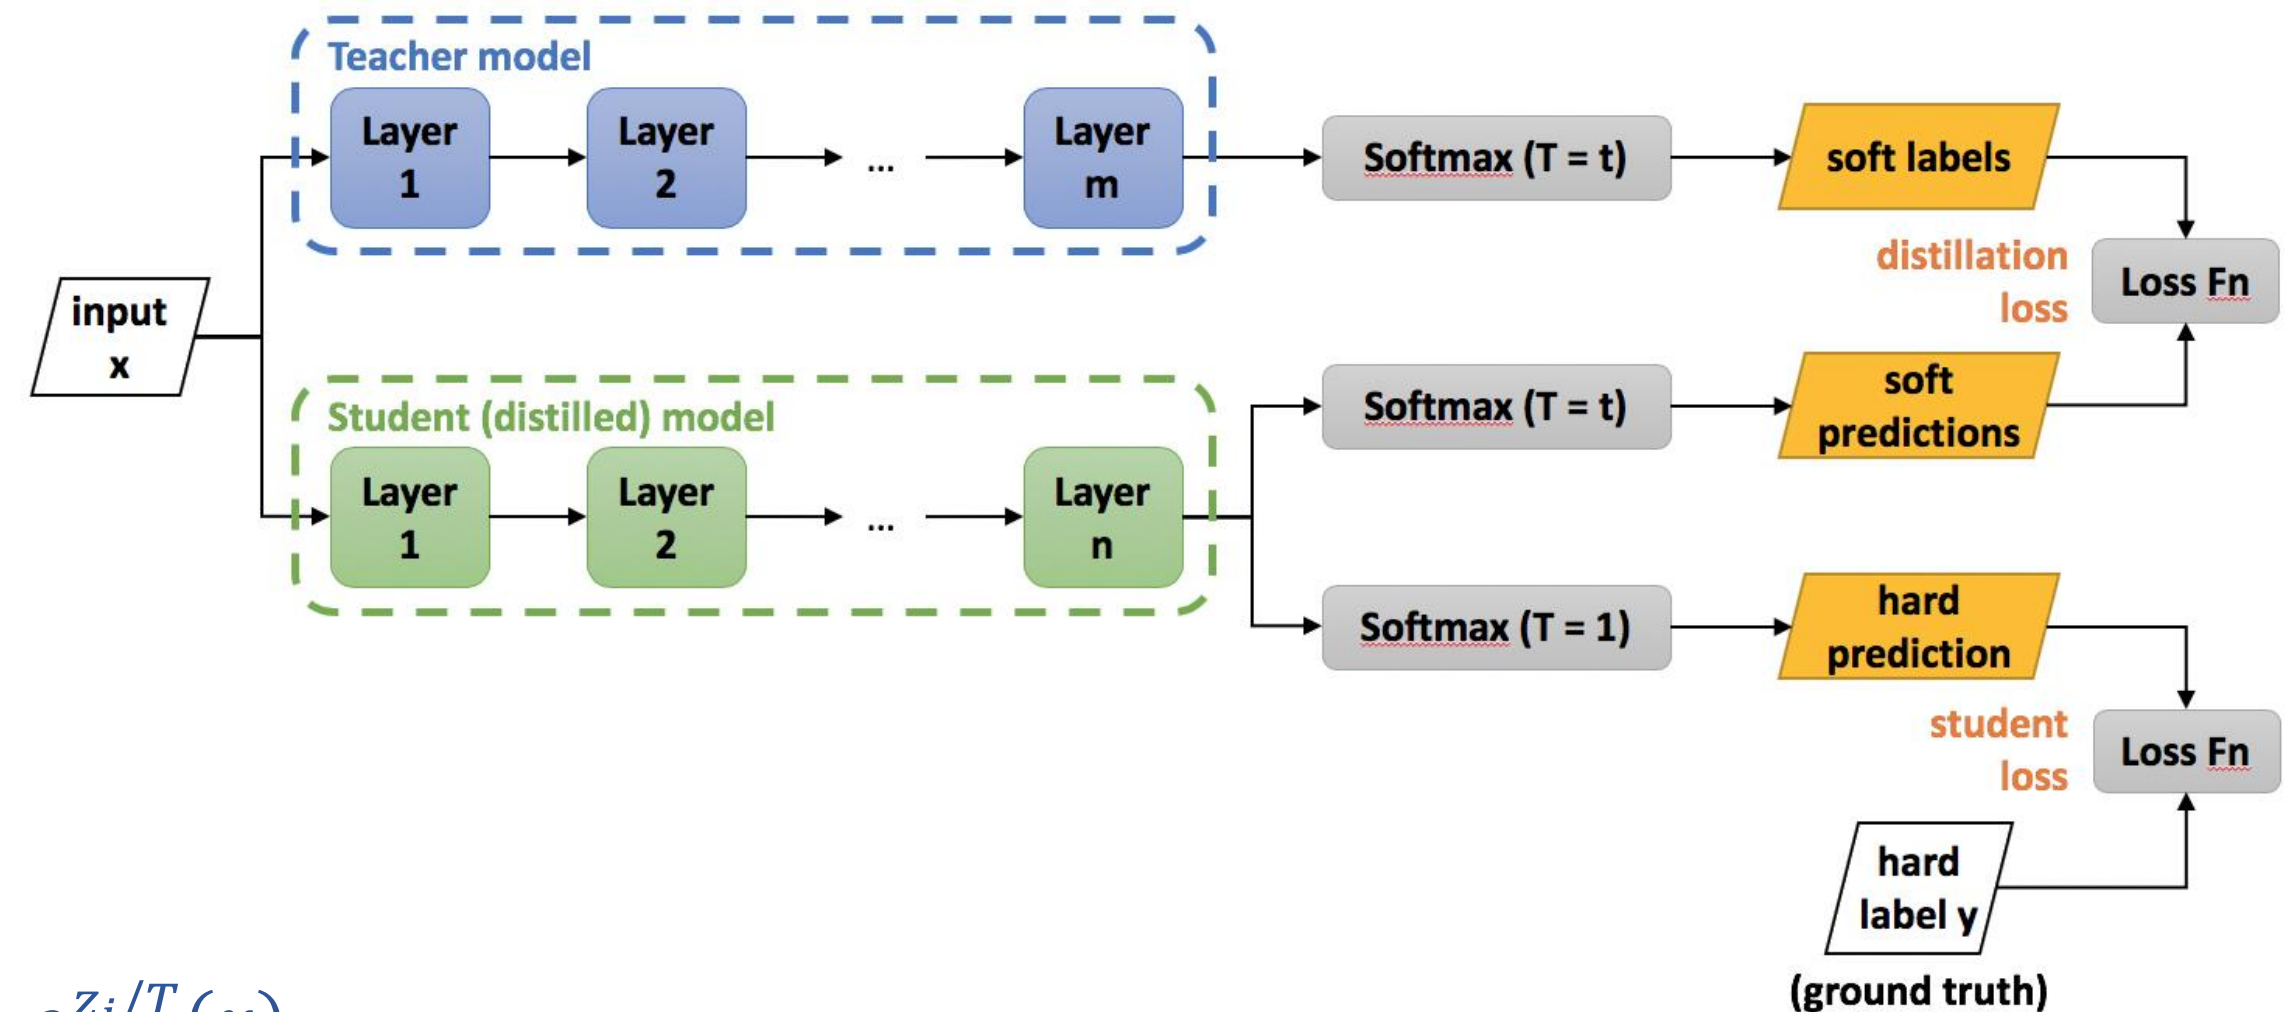 Teacher model
Layer
1
Layer
2
...
Layer
m
Softmax (T = t)
soft labels
distillation
loss
Loss Fn
input
x
Student (distilled) model
Layer
1
Layer
2
...
Layer
n
Softmax (T = t)
soft
predictions
Softmax (T = 1)
hard
prediction
student
loss
Loss Fn
hard
label y
(ground truth)